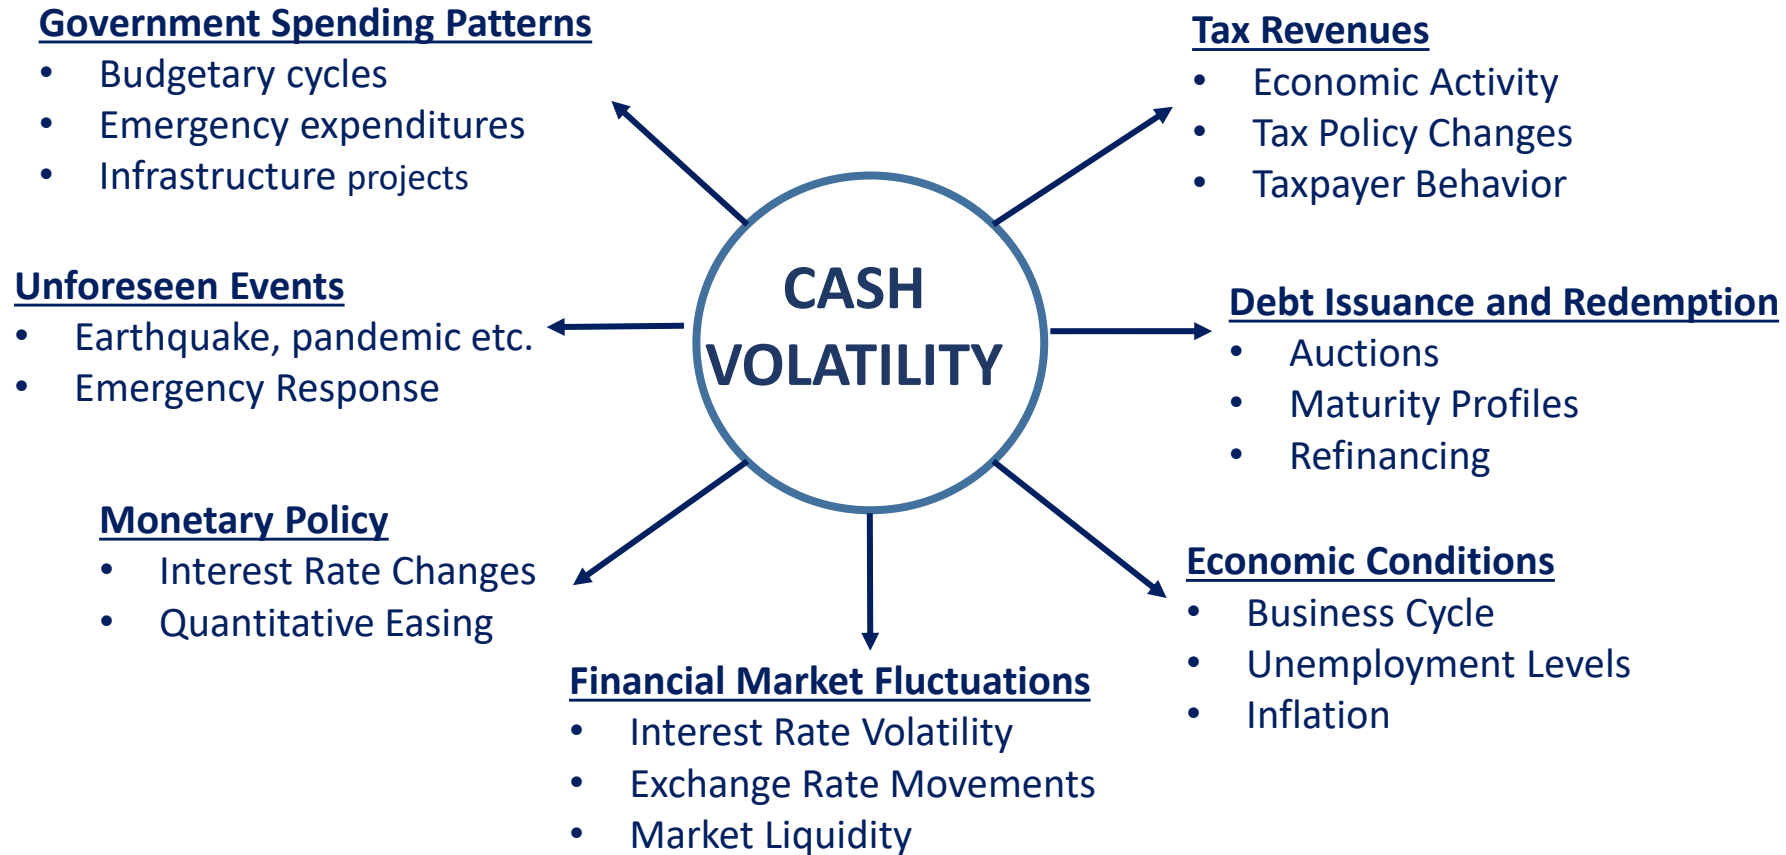 Government Spending Patterns
• Budgetary cycles
• Emergency expenditures
• Infrastructure projects
Tax Revenues
• Economic Activity
• Tax Policy Changes
• Taxpayer Behavior
Unforeseen Events
• Earthquake, pandemic etc.
• Emergency Response
CASH
VOLATILITY
Debt Issuance and Redemption
• Auctions
• Maturity Profiles
• Refinancing
Monetary Policy
• Interest Rate Changes
• Quantitative Easing
Economic Conditions
• Business Cycle
• Unemployment Levels
• Inflation
Financial Market Fluctuations
• Interest Rate Volatility
• Exchange Rate Movements
• Market Liquidity